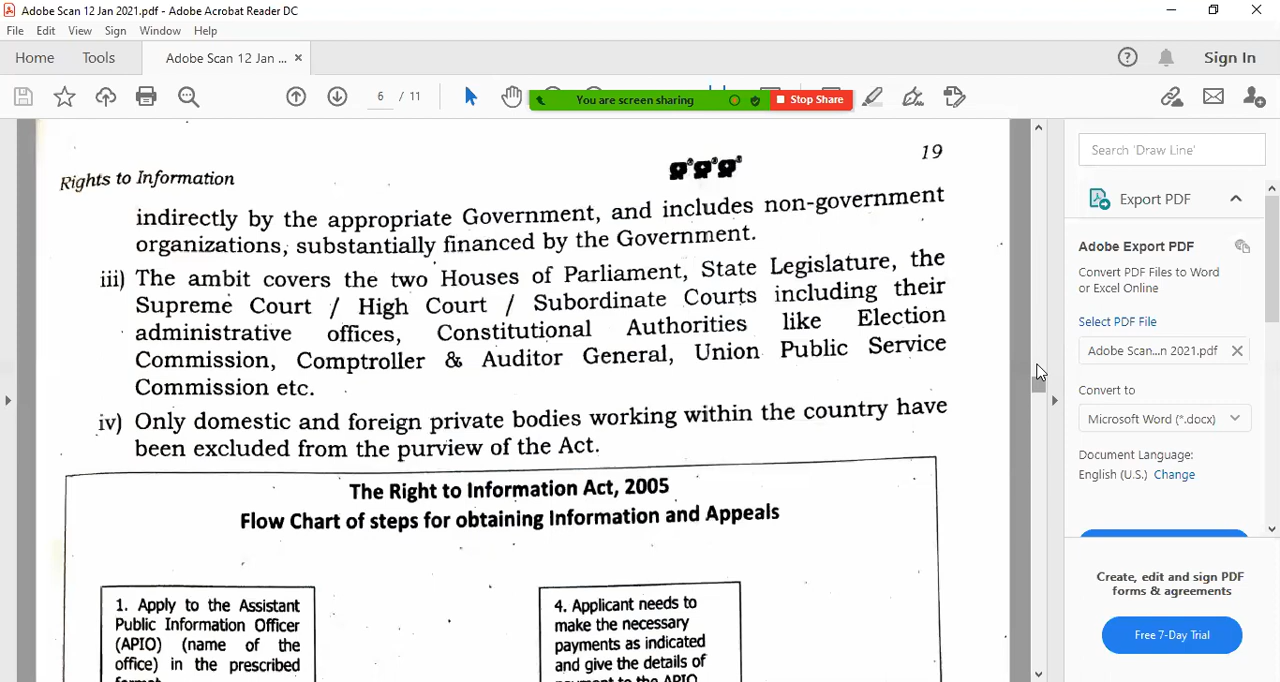 Adobe Scan 12 Jan 2021.pdf - Adobe Acrobat Reader DC
File Edit View Sign Window Help
Home Tools Adobe Scan 12 Jan ... ×
Sign In
6 / 11
You are screen sharing
Stop Share
Rights to Information
19
indirectly by the appropriate Government, and includes non-government
organizations, substantially financed by the Government.
iii) The ambit covers the two Houses of Parliament, State Legislature, the
Supreme Court / High Court / Subordinate Courts including their
administrative offices, Constitutional Authorities like Election
Commission, Comptroller & Auditor General, Union Public Service
Commission etc.
iv) Only domestic and foreign private bodies working within the country have
been excluded from the purview of the Act.
The Right to Information Act, 2005
Flow Chart of steps for obtaining Information and Appeals
1. Apply to the Assistant
Public Information Officer
(APIO) (name of the
office) in the prescribed
format
4. Applicant needs to
make the necessary
payments as indicated
and give the details of
payment to the APIO
Search 'Draw Line'
Export PDF
Adobe Export PDF
Convert PDF Files to Word
or Excel Online
Select PDF File
Adobe Scan...n 2021.pdf
Convert to
Microsoft Word (*.docx)
Document Language:
English (U.S.) Change
Create, edit and sign PDF
forms & agreements
Free 7-Day Trial